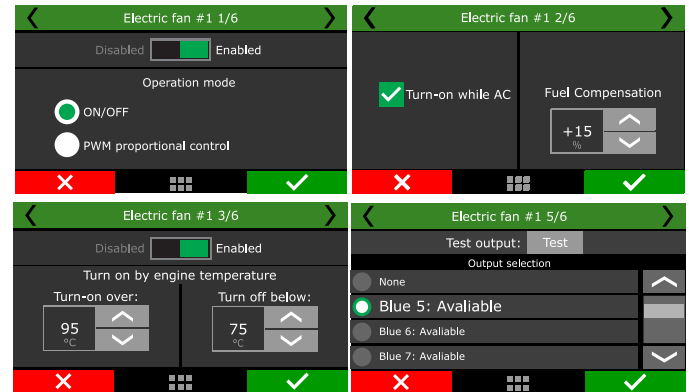 Electric fan #1 1/6
Disabled Enabled
Operation mode
ON/OFF
PWM proportional control
Electric fan #1 2/6
Turn-on while AC
Fuel Compensation
+15
%
Electric fan #1 3/6
Disabled Enabled
Turn on by engine temperature
Turn-on over:
95
°C
Turn off below:
75
°C
Electric fan #1 5/6
Test output: Test
Output selection
None
Blue 5: Avaliable
Blue 6: Avaliable
Blue 7: Avaliable